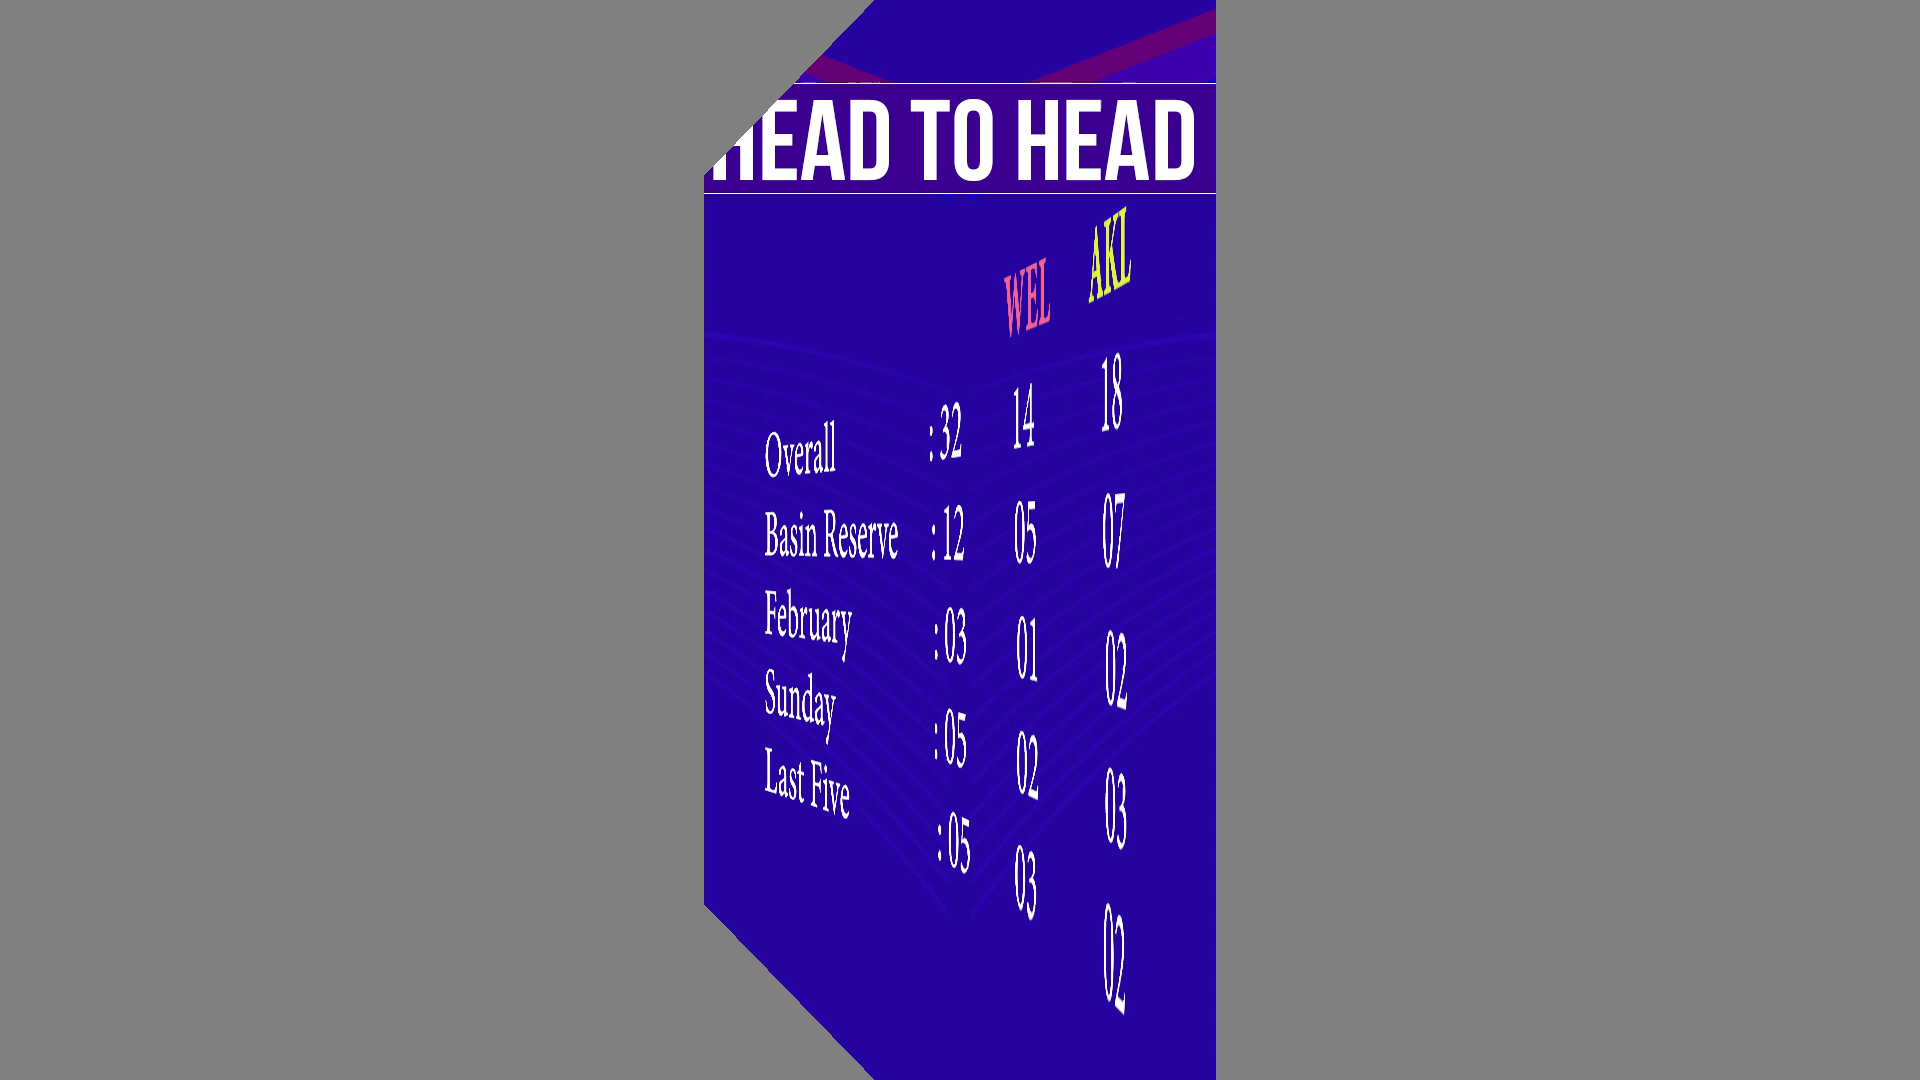 HEAD TO HEAD
WEL AKL
Overall : 32 14 18
Basin Reserve : 12 05 07
February : 03 01 02
Sunday : 05 02 03
Last Five : 05 03 02